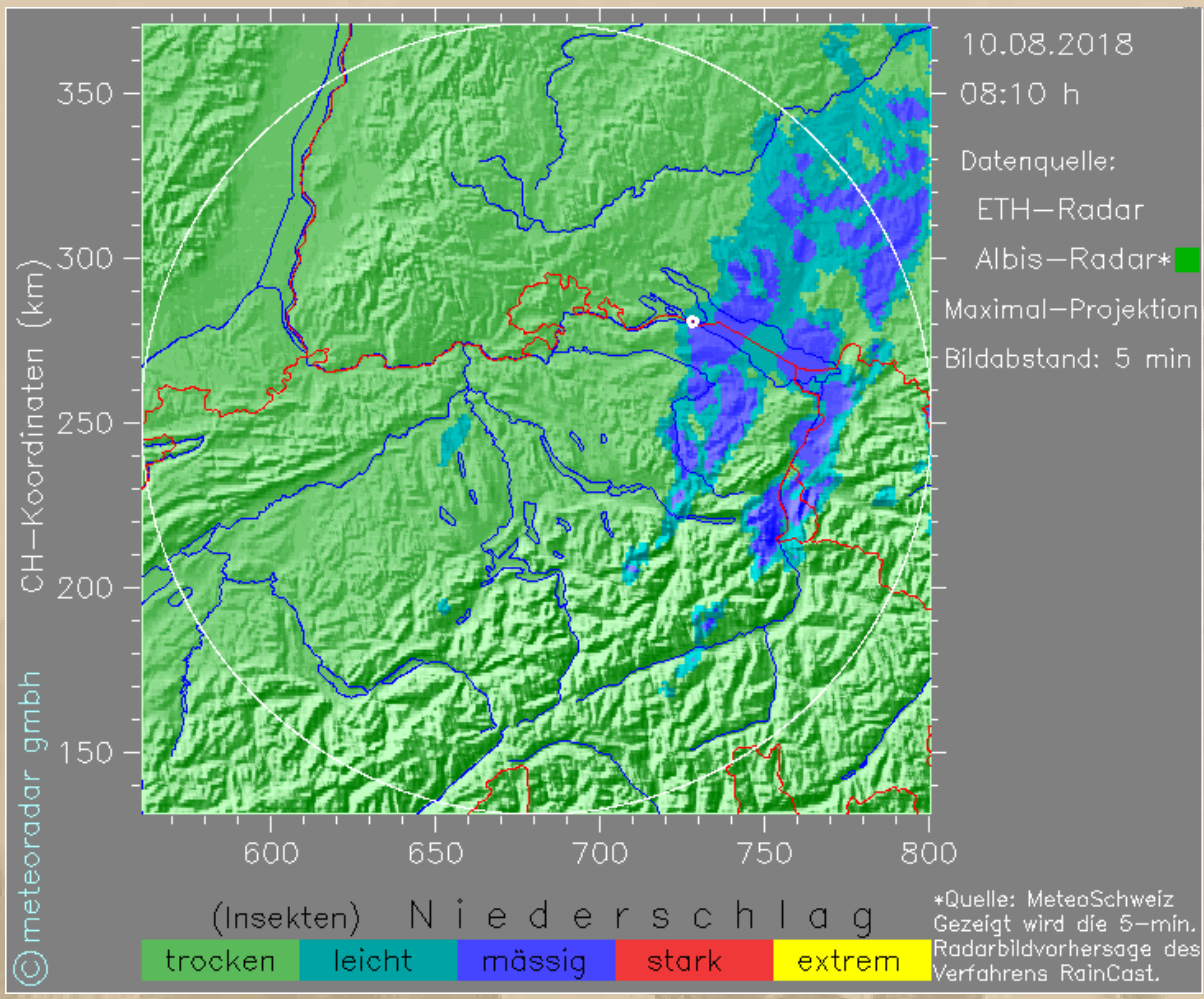 10.08.2018
08:10 h
Datenquelle:
ETH-Radar
Albis-Radar*
Maximal-Projektion
Bildabstand: 5 min
CH-Koordinaten (km)
350
300
250
200
150
600 650 700 750 800
© meteoradar gmbh
(Insekten) Niederschlag
trocken leicht mässig stark extrem
*Quelle: MeteoSchweiz
Gezeigt wird die 5-min.
Radarbildvorhersage des
Verfahrens RainCast.